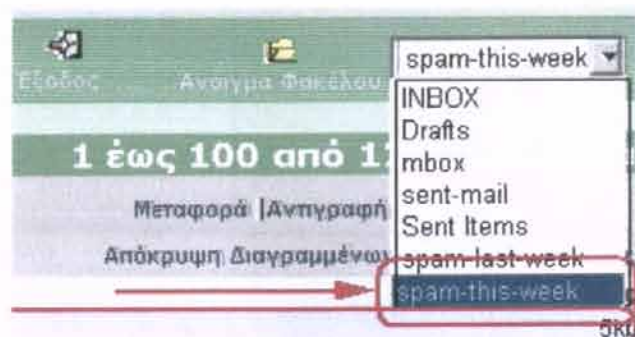 spam-this-week
Έξοδος
Άνοιγμα Φακέλου
INBOX
Drafts
mbox
sent-mail
Sent Items
spam-last-week
spam-this-week
1 έως 100 από 1
Μεταφορά |Αντιγραφή
Απόκρυψη Διαγραμμένων